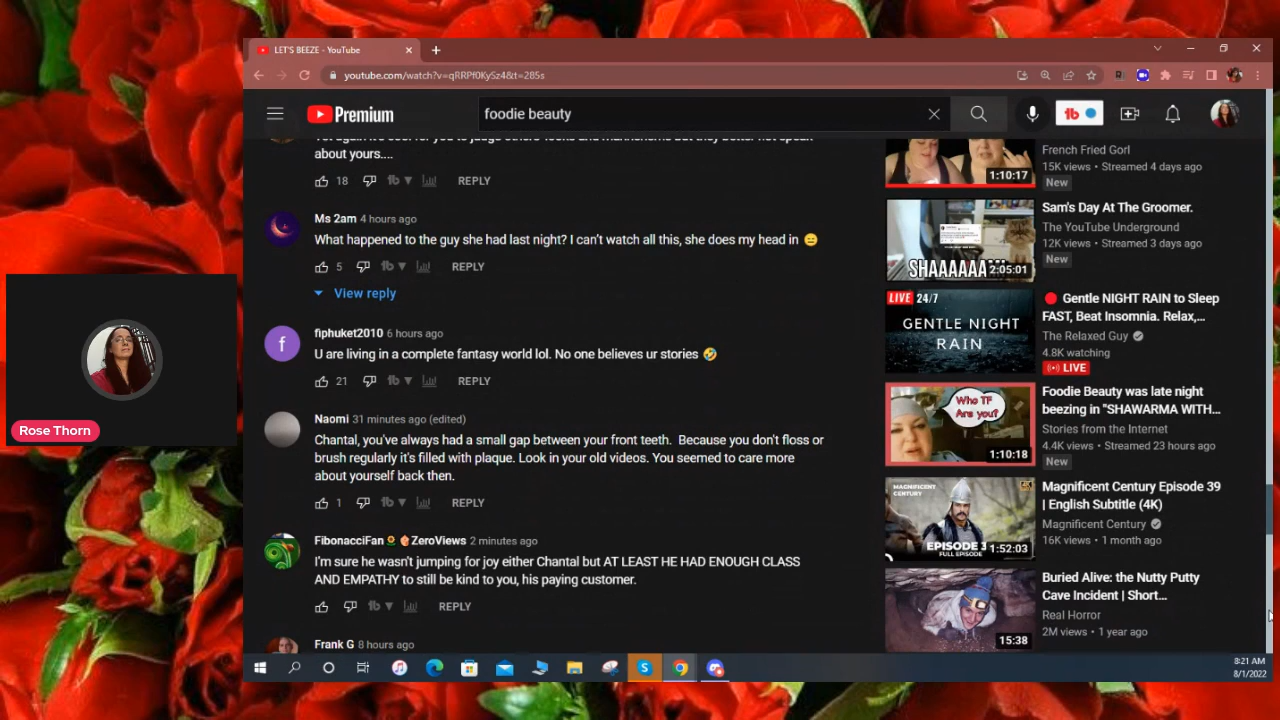 LET'S BEEZE - YouTube
youtube.com/watch?v=qRRPf0KySz4&t=285s
Premium
foodie beauty
about yours....
18
REPLY
Ms 2am 4 hours ago
What happened to the guy she had last night? I can't watch all this, she does my head in 😑
5
REPLY
View reply
f
fiphuket2010 6 hours ago
U are living in a complete fantasy world lol. No one believes ur stories 🤣
21
REPLY
Naomi 31 minutes ago (edited)
Chantal, you've always had a small gap between your front teeth. Because you don't floss or
brush regularly it's filled with plaque. Look in your old videos. You seemed to care more
about yourself back then.
1
REPLY
FibonacciFan ZeroViews 2 minutes ago
I'm sure he wasn't jumping for joy either Chantal but AT LEAST HE HAD ENOUGH CLASS
AND EMPATHY to still be kind to you, his paying customer.
REPLY
Frank G 8 hours ago
1:10:17
French Fried Gorl
15K views • Streamed 4 days ago
New
SHAAAAAA
2:05:01
Sam's Day At The Groomer.
The YouTube Underground
12K views • Streamed 3 days ago
New
LIVE 24/7
GENTLE NIGHT
RAIN
Gentle NIGHT RAIN to Sleep
FAST, Beat Insomnia. Relax,...
The Relaxed Guy
4.8K watching
LIVE
Who TF
Are you?
1:10:18
Foodie Beauty was late night
beezing in "SHAWARMA WITH...
Stories from the Internet
4.4K views • Streamed 23 hours ago
New
MAGNIFICENT
CENTURY
4K
EPISODE 3
FULL EPISODE
1:52:03
Magnificent Century Episode 39
| English Subtitle (4K)
Magnificent Century
16K views • 1 month ago
15:38
Buried Alive: the Nutty Putty
Cave Incident | Short...
Real Horror
2M views • 1 year ago
Rose Thorn
8:21 AM
8/1/2022